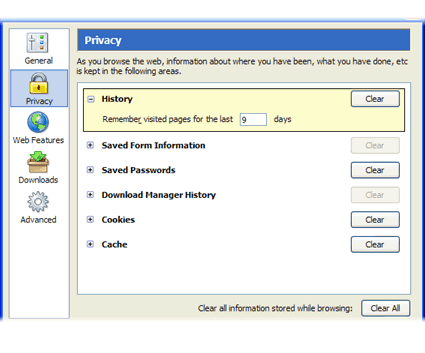 General
Privacy
Web Features
Downloads
Advanced
Privacy
As you browse the web, information about where you have been, what you have done, etc
is kept in the following areas.
History Clear
Remember visited pages for the last 9 days
Saved Form Information Clear
Saved Passwords Clear
Download Manager History Clear
Cookies Clear
Cache Clear
Clear all information stored while browsing: Clear All